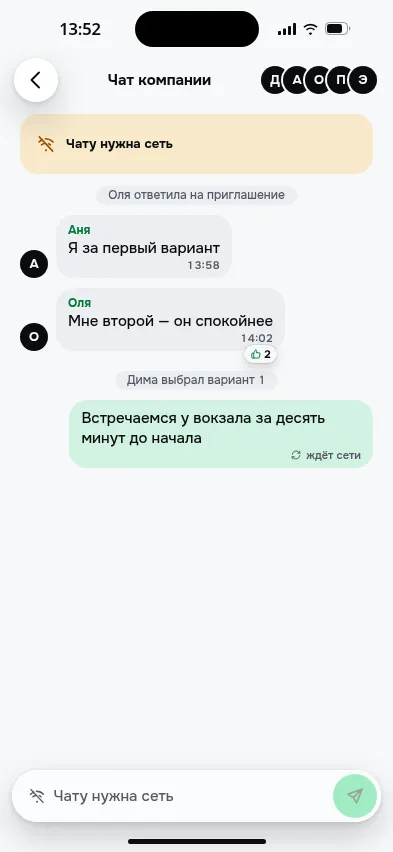 13:52
Чат компании
Д А О П Э
Чату нужна сеть
Оля ответила на приглашение
Аня
Я за первый вариант
13:58
А
Оля
Мне второй — он спокойнее
14:02
О
2
Дима выбрал вариант 1
Встречаемся у вокзала за десять
минут до начала
ждёт сети
Чату нужна сеть